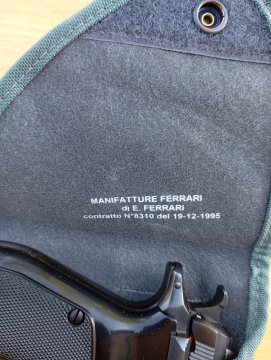 MANIFATTURE FERRARI
di E. FERRARI
contratto N°8310 del 19-12-1995